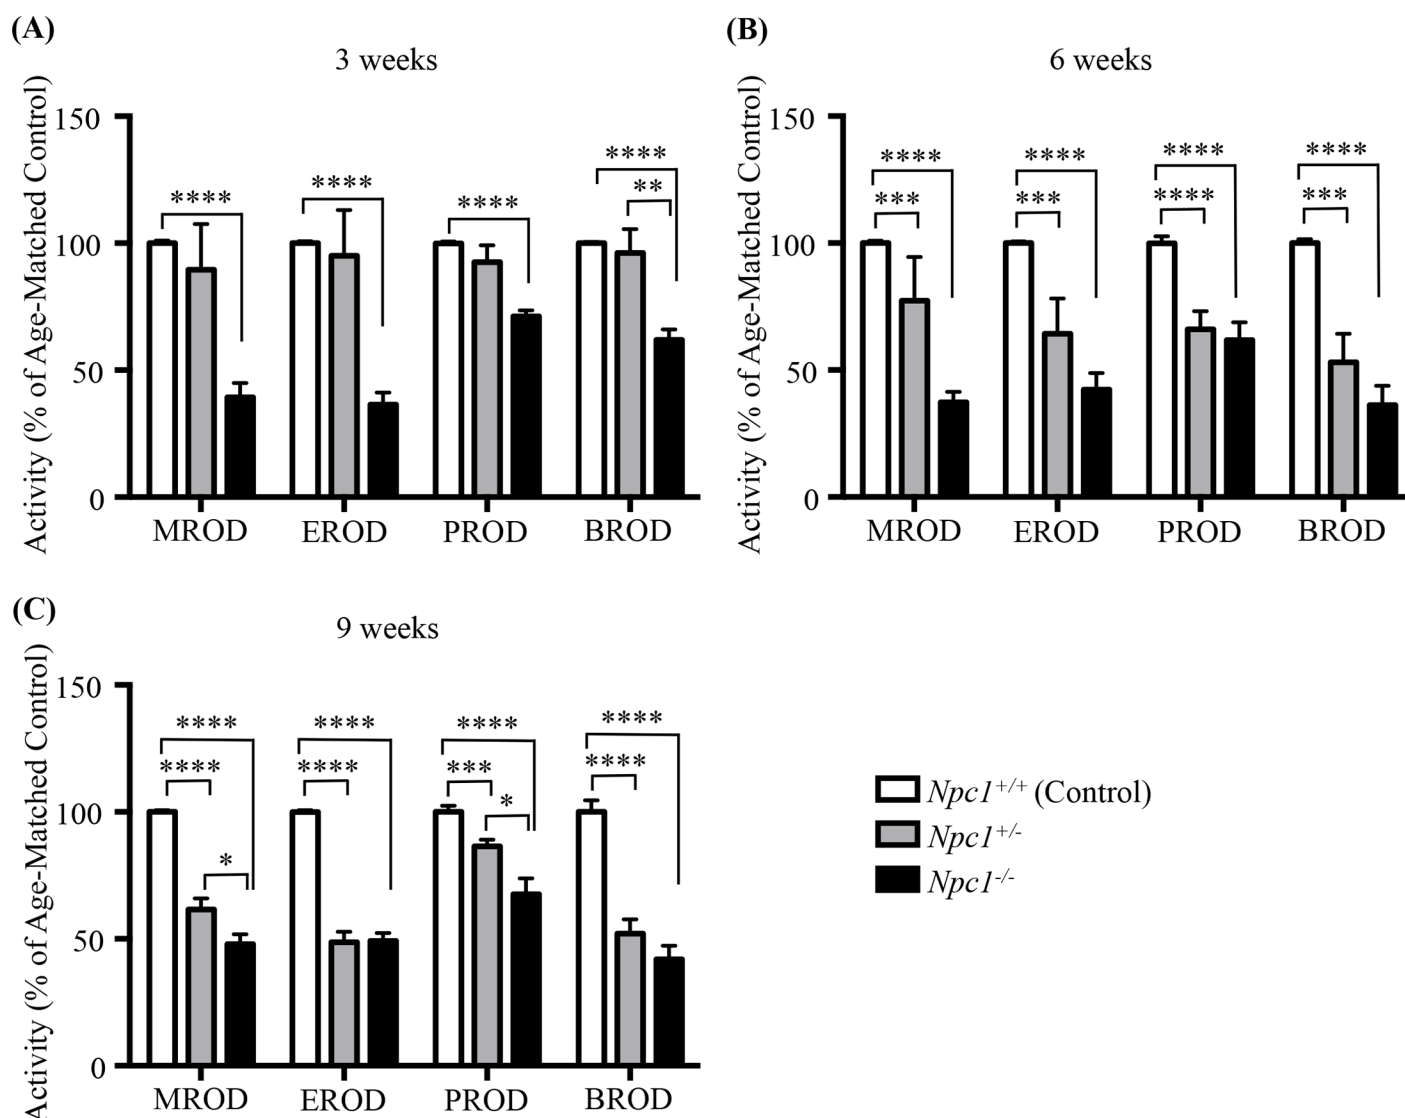 (A)
3 weeks
Activity (% of Age-Matched Control)
150
100
50
0
****
****
****
****
**
MROD EROD PROD BROD
(B)
6 weeks
Activity (% of Age-Matched Control)
150
100
50
0
****
***
****
***
****
****
****
***
MROD EROD PROD BROD
(C)
9 weeks
Activity (% of Age-Matched Control)
150
100
50
0
****
****
*
****
****
****
***
*
****
****
MROD EROD PROD BROD
Npc1+/+ (Control)
Npc1+/-
Npc1-/-